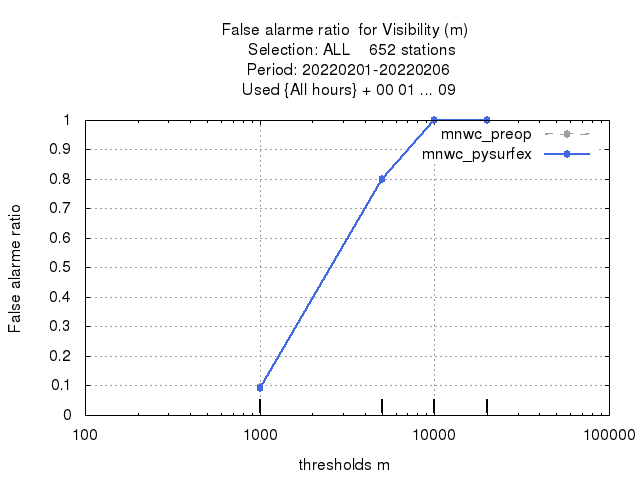 False alarme ratio  for Visibility (m)
Selection: ALL    652 stations
Period: 20220201-20220206
Used {All hours} + 00 01 ... 09
mnwc_preop
mnwc_pysurfex
False alarme ratio
1
0.9
0.8
0.7
0.6
0.5
0.4
0.3
0.2
0.1
0
100
1000
10000
100000
thresholds m